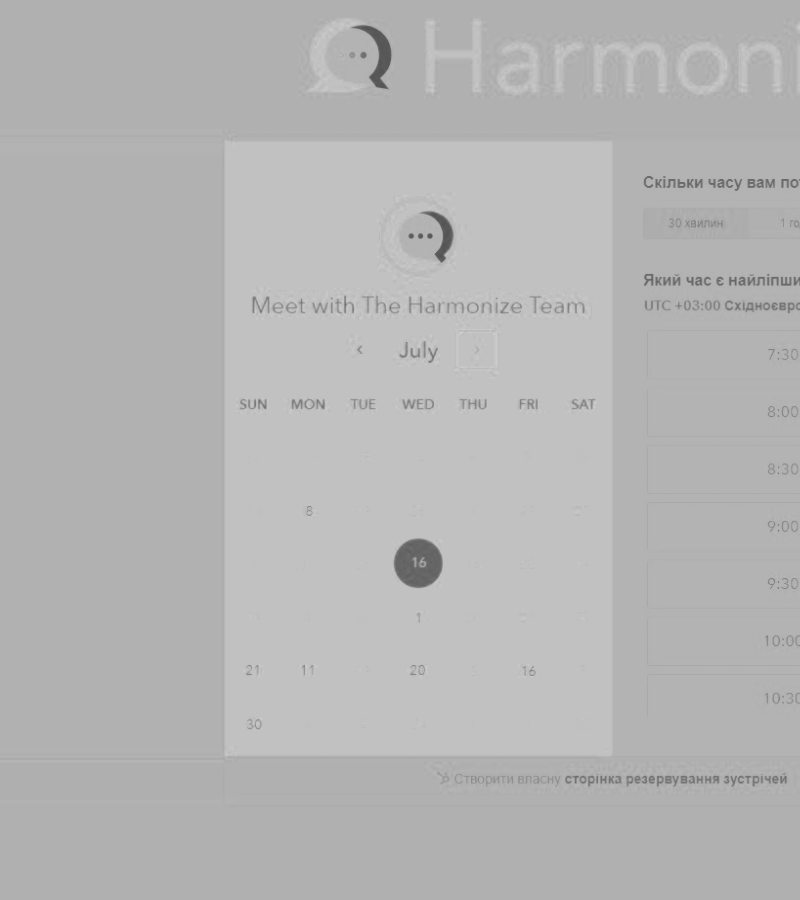 Harmoni
Meet with The Harmonize Team
July
SUN MON TUE WED THU FRI SAT
8
16
1
21 11 20 16
30
Скільки часу вам пот
30 хвилин 1 го
Який час є найліпши
UTC +03:00 Східноєвро
7:30
8:00
8:30
9:00
9:30
10:00
10:30
Створити власну сторінка резервування зустрічей